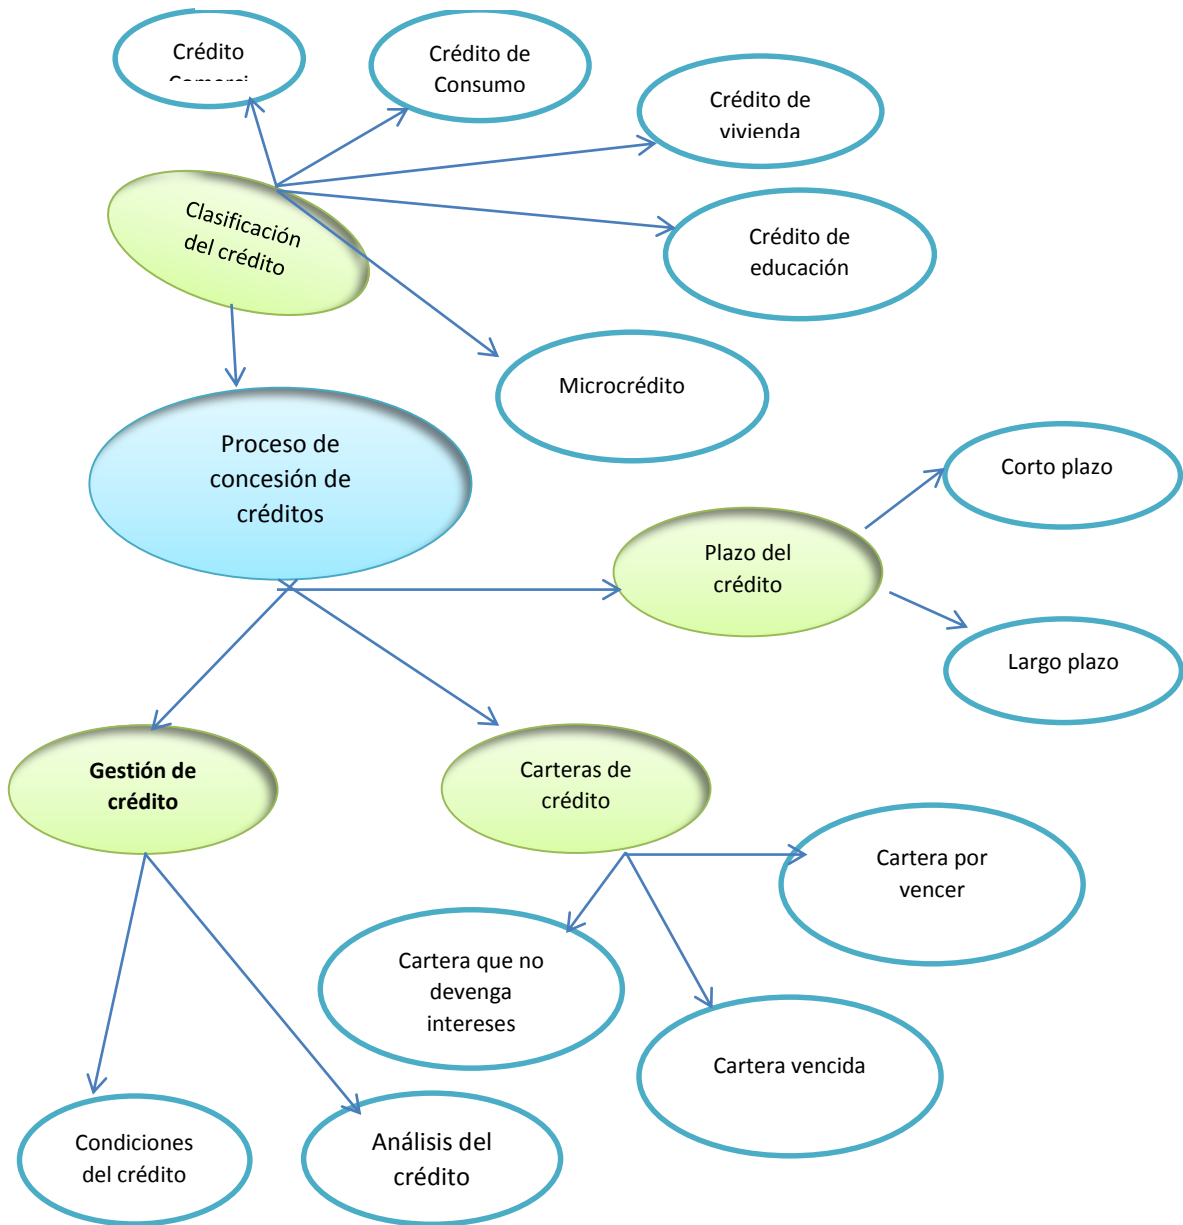 Crédito
Crédito de
Consumo
Crédito de
vivienda
Clasificación
del crédito
Crédito de
educación
Microcrédito
Proceso de
concesión de
créditos
Corto plazo
Plazo del
crédito
Largo plazo
Gestión de
crédito
Carteras de
crédito
Cartera por
vencer
Cartera que no
devenga
intereses
Cartera vencida
Condiciones
del crédito
Análisis del
crédito